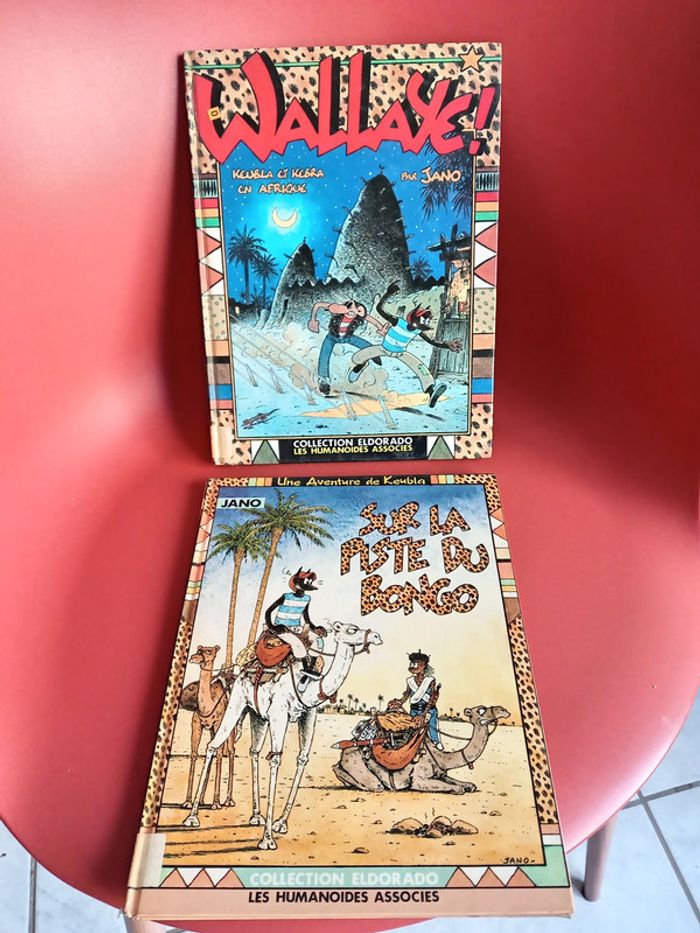 WALLAYE!
KEUBLA ET KEBRA
EN AFRIQUE
PAR JANO
COLLECTION ELDORADO
LES HUMANOIDES ASSOCIES
Une Aventure de Keubla
JANO
SUR LA
PISTE DU
BONGO
JANO
COLLECTION ELDORADO
LES HUMANOIDES ASSOCIES